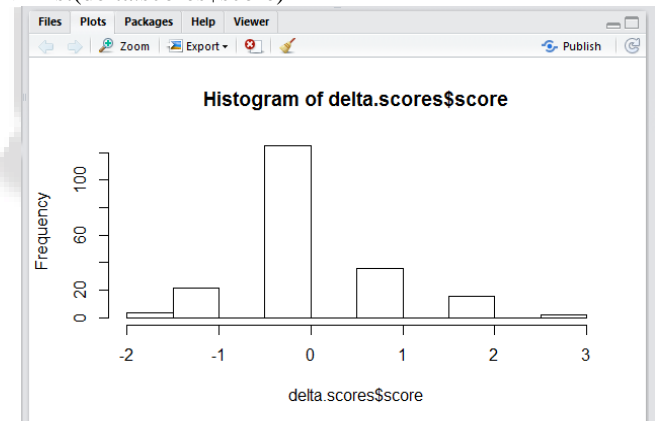 Files Plots Packages Help Viewer
Zoom Export Publish
Histogram of delta.scores$score
Frequency
100
60
20
0
-2 -1 0 1 2 3
delta.scores$score